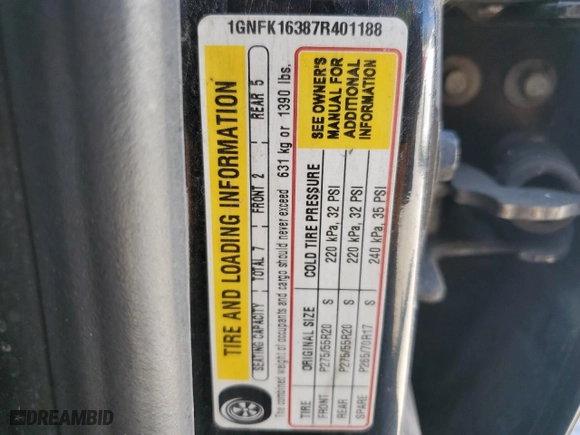 1GNFK16387R401188
TIRE AND LOADING INFORMATION
SEATING CAPACITY | TOTAL 7 | FRONT 2 | REAR 5
The combined weight of occupants and cargo should never exceed 631 kg or 1390 lbs.
TIRE ORIGINAL SIZE COLD TIRE PRESSURE
FRONT P275/55R20 S 220 kPa, 32 PSI
REAR P275/55R20 S 220 kPa, 32 PSI
SPARE P265/70R17 S 240 kPa, 35 PSI
SEE OWNER'S
MANUAL FOR
ADDITIONAL
INFORMATION
DREAMBID